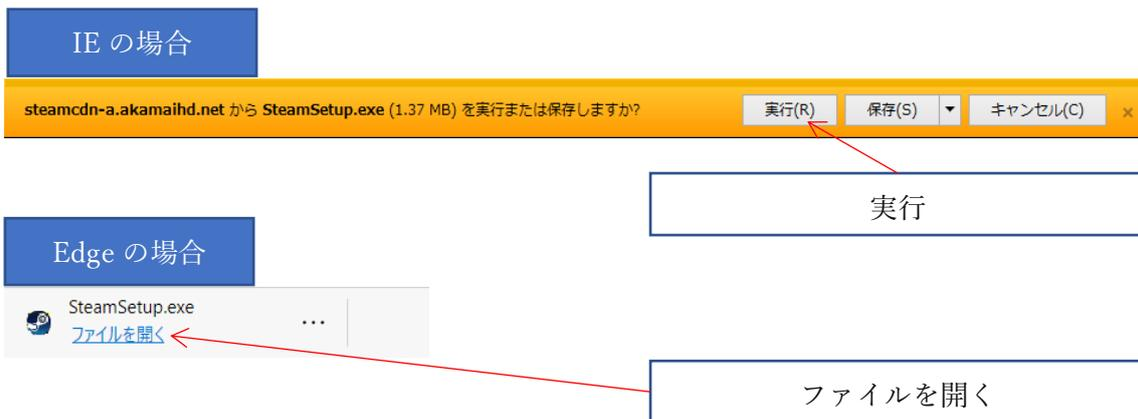 IE の場合
steamcdn-a.akamaihd.net から SteamSetup.exe (1.37 MB) を実行または保存しますか?
実行(R)
保存(S)
キャンセル(C)
×
実行
Edge の場合
SteamSetup.exe
ファイルを開く
…
ファイルを開く